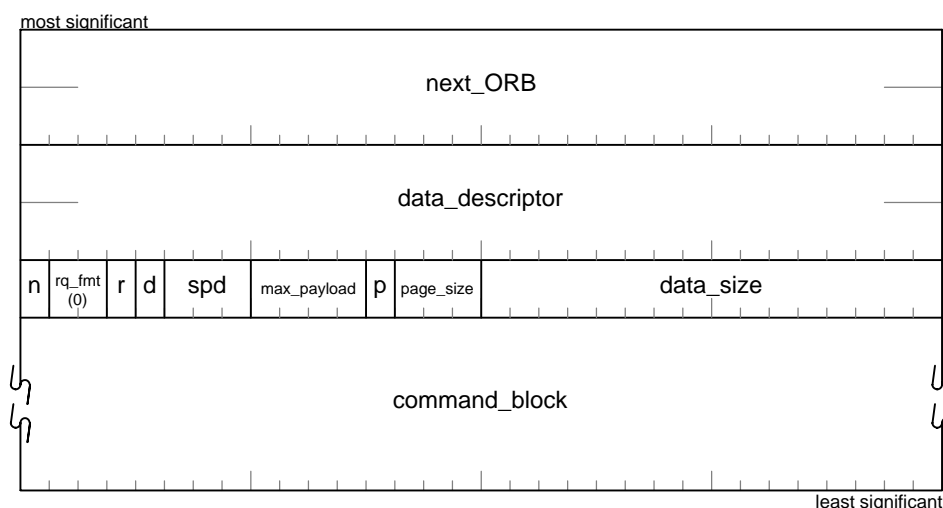 most significant
next_ORB
data_descriptor
n rq_fmt (0) r d spd max_payload p page_size data_size
command_block
least significant